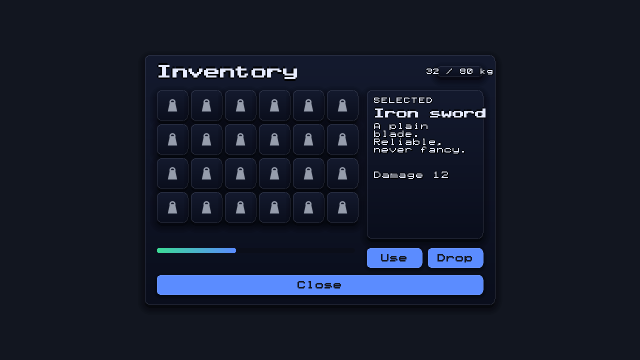 Inventory
32 / 80 kg
SELECTED
Iron sword
A plain
blade.
Reliable,
never fancy.
Damage 12
Use
Drop
Close